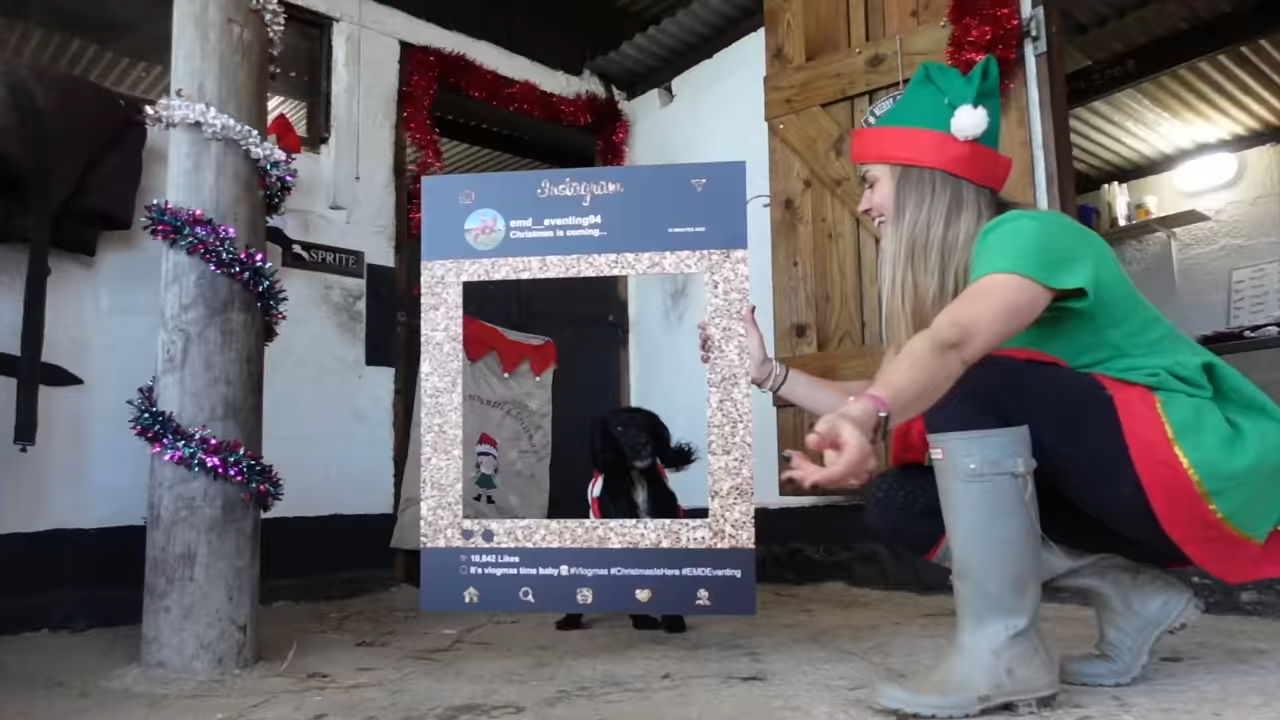 Instagram
emd__eventing94
Christmas is coming...
SPRITE
10,842 Likes
It's vlogmas time baby #Vlogmas #ChristmasIsHere #EMDEventing